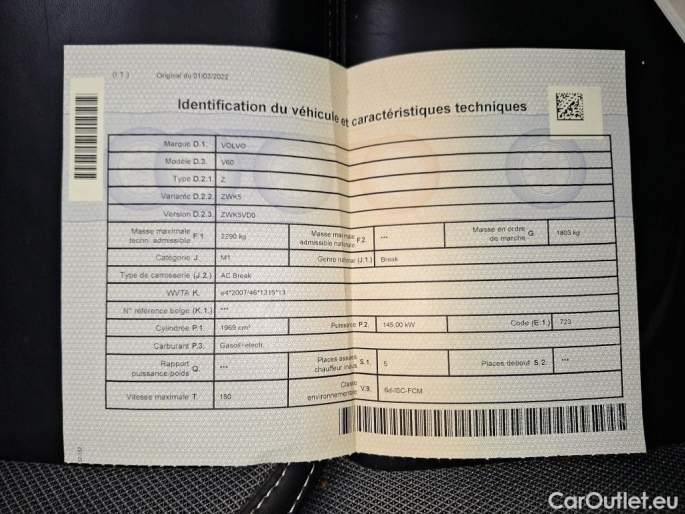 (I.T.) Original du 01/03/2022
Identification du véhicule et caractéristiques techniques
Marque D.1. VOLVO
Modèle D.3. V60
Type D.2.1. Z
Variante D.2.2. ZWK5
Version D.2.3. ZWK5VD0
Masse maximale techn. admissible F.1. 2290 kg Masse maximale admissible nationale F.2. *** Masse en ordre de marche G. 1803 kg
Catégorie J. M1 Genre national (J.1.) Break
Type de carrosserie (J.2.) AC Break
WVTA K. e4*2007/46*1315*13
N° référence belge (K.1.) ***
Cylindrée P.1. 1969 cm³ Puissance P.2. 145,00 kW Code (E.1.) 723
Carburant P.3. Gasoil-electr.
Rapport puissance poids Q. *** Places assises chauffeur inclus S.1. 5 Places debout S.2. ***
Vitesse maximale T. 180 Classe environnementale V.9. 6d-ISC-FCM
CarOutlet.eu